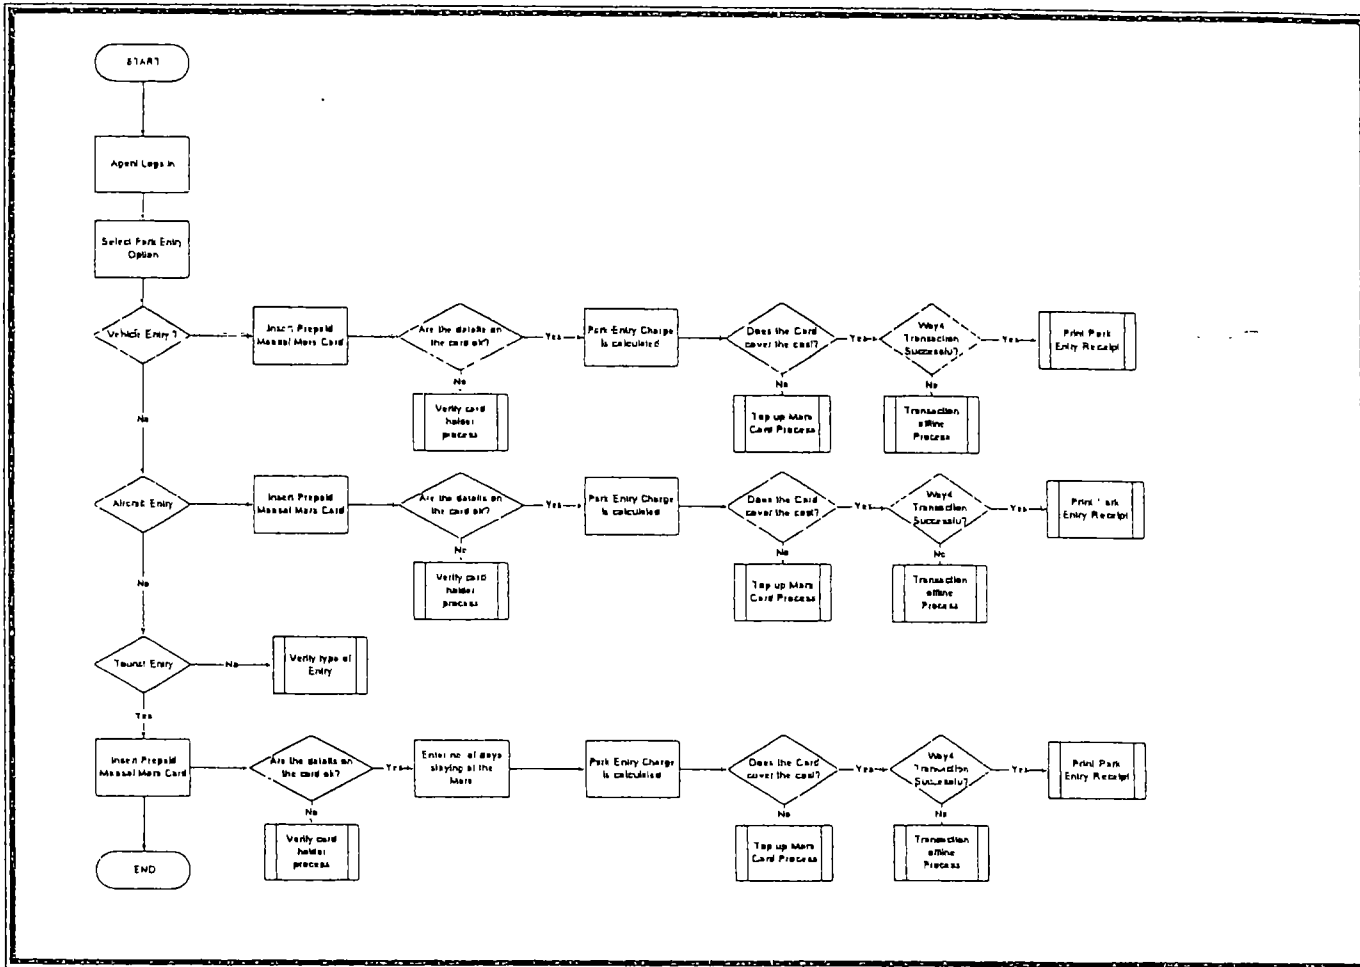 START
Agent Logs In
Select Park Entry
Option
Vehicle Entry ?
Insert Prepaid
Maasai Mara Card
Are the details on
the card ok?
Yes
Park Entry Charge
is calculated
Does the Card
cover the cost?
Yes
Way4
Transaction
Successfu?
Yes
Print Park
Entry Receipt
No
No
No
No
Verify card
holder
process
Top up Mara
Card Process
Transaction
offline
Process
Aircraft Entry
Insert Prepaid
Maasai Mara Card
Are the details on
the card ok?
Yes
Park Entry Charge
is calculated
Does the Card
cover the cost?
Yes
Way4
Transaction
Successfu?
Yes
Print Park
Entry Receipt
No
No
No
No
Verify card
holder
process
Top up Mara
Card Process
Transaction
offline
Process
Tourist Entry
No
Verify type of
Entry
Yes
Insert Prepaid
Maasai Mara Card
Are the details on
the card ok?
Yes
Enter no. of days
staying at the
Mara
Park Entry Charge
is calculated
Does the Card
cover the cost?
Yes
Way4
Transaction
Successfu?
Yes
Print Park
Entry Receipt
No
No
No
Verify card
holder
process
Top up Mara
Card Process
Transaction
offline
Process
END